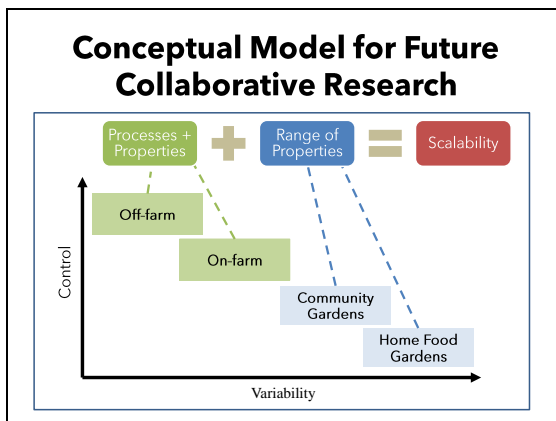 Conceptual Model for Future
Collaborative Research
Processes +
Properties
Range of
Properties
Scalability
Off-farm
On-farm
Community
Gardens
Home Food
Gardens
Control
Variability